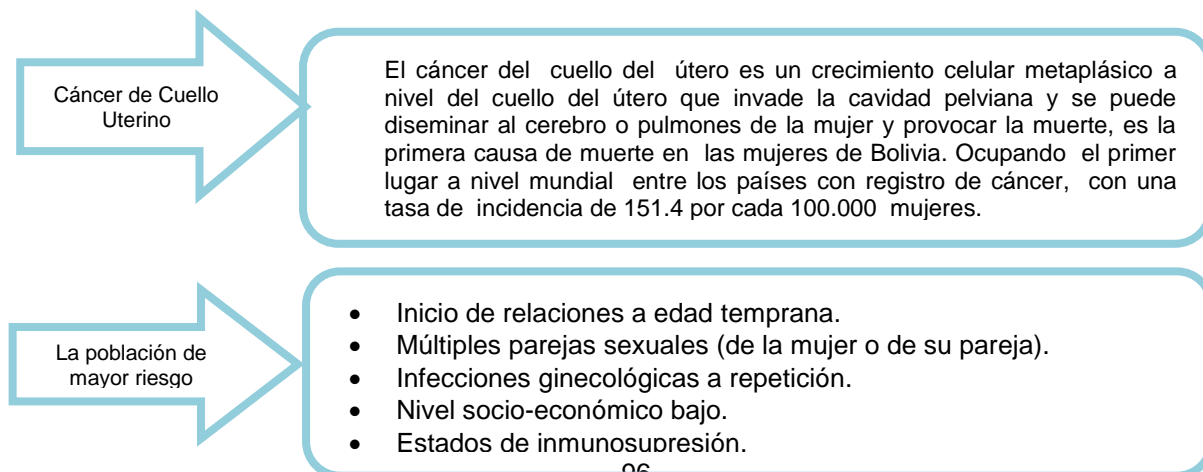 Cáncer de Cuello
Uterino
El cáncer del cuello del útero es un crecimiento celular metaplásico a
nivel del cuello del útero que invade la cavidad pelviana y se puede
diseminar al cerebro o pulmones de la mujer y provocar la muerte, es la
primera causa de muerte en las mujeres de Bolivia. Ocupando el primer
lugar a nivel mundial entre los países con registro de cáncer, con una
tasa de incidencia de 151.4 por cada 100.000 mujeres.
La población de
mayor riesgo
• Inicio de relaciones a edad temprana.
• Múltiples parejas sexuales (de la mujer o de su pareja).
• Infecciones ginecológicas a repetición.
• Nivel socio-económico bajo.
• Estados de inmunosupresión.
96